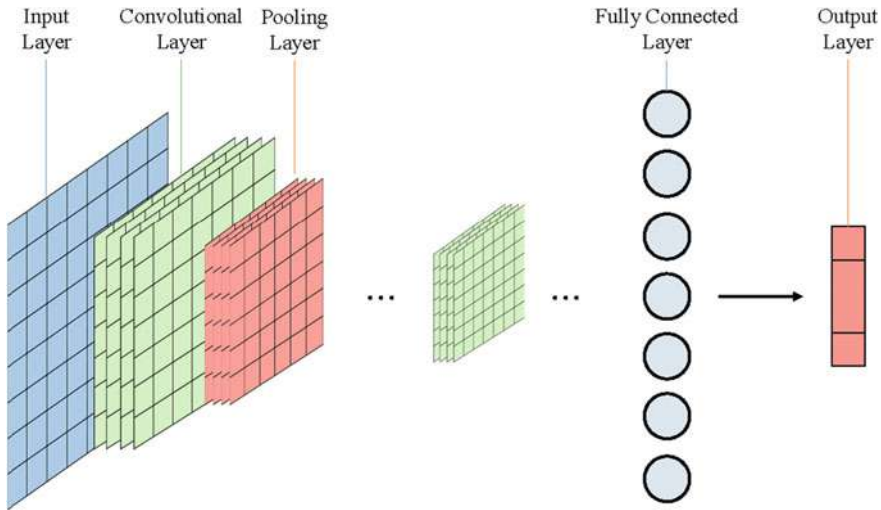 Input
Layer
Convolutional
Layer
Pooling
Layer
Fully Connected
Layer
Output
Layer
...
...